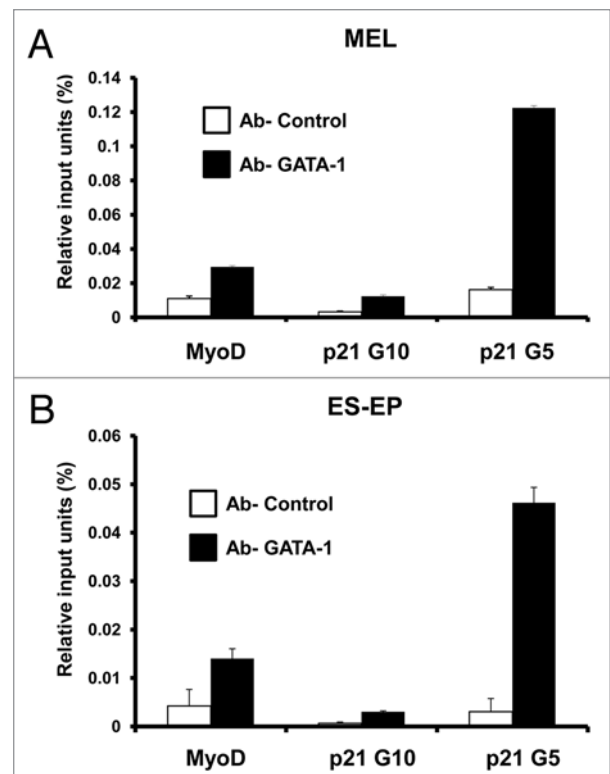 A
MEL
Relative input units (%)
0.14
0.12
0.1
0.08
0.06
0.04
0.02
0
Ab- Control
Ab- GATA-1
MyoD p21 G10 p21 G5
B
ES-EP
Relative input units (%)
0.06
0.05
0.04
0.03
0.02
0.01
0
Ab- Control
Ab- GATA-1
MyoD p21 G10 p21 G5